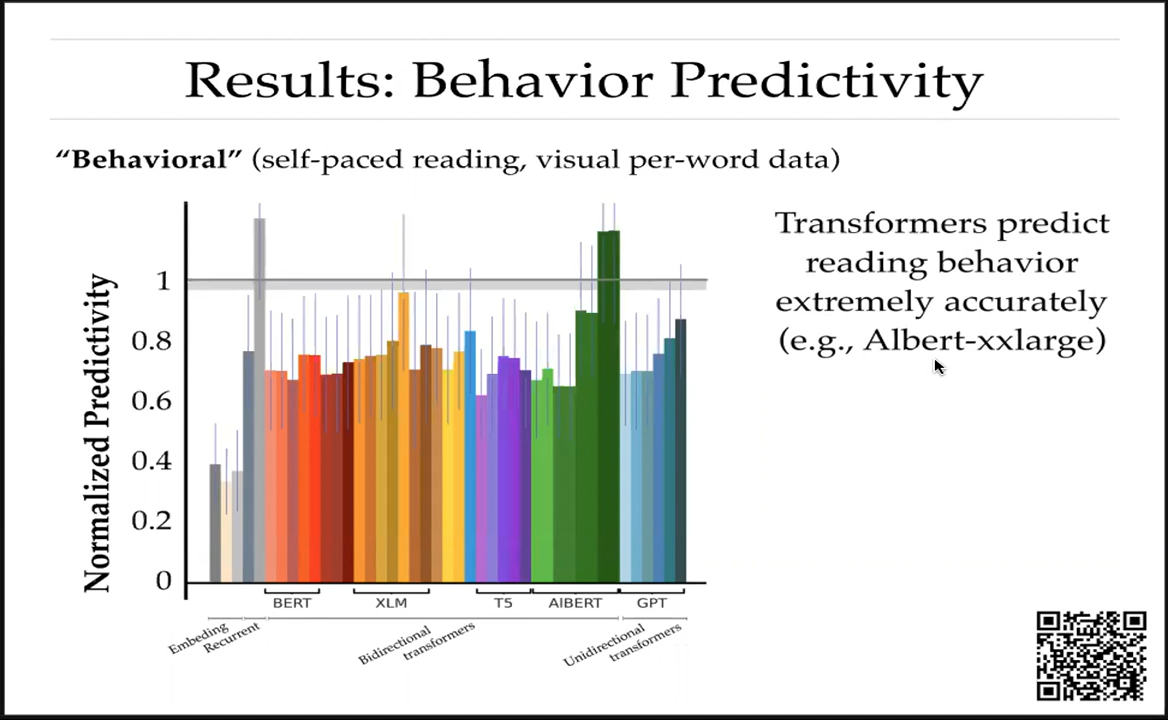 Results: Behavior Predictivity
“Behavioral” (self-paced reading, visual per-word data)
Normalized Predictivity
1
0.8
0.6
0.4
0.2
0
BERT
XLM
T5
AlBERT
GPT
Embeding
Recurrent
Bidirectional
transformers
Unidirectional
transformers
Transformers predict
reading behavior
extremely accurately
(e.g., Albert-xxlarge)